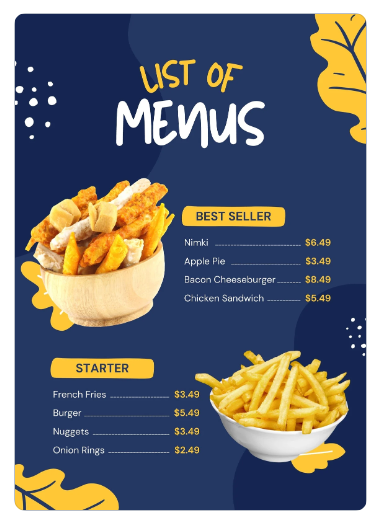 LIST OF
MENUS
BEST SELLER
Nimki $6.49
Apple Pie $3.49
Bacon Cheeseburger $8.49
Chicken Sandwich $5.49
STARTER
French Fries $3.49
Burger $5.49
Nuggets $3.49
Onion Rings $2.49